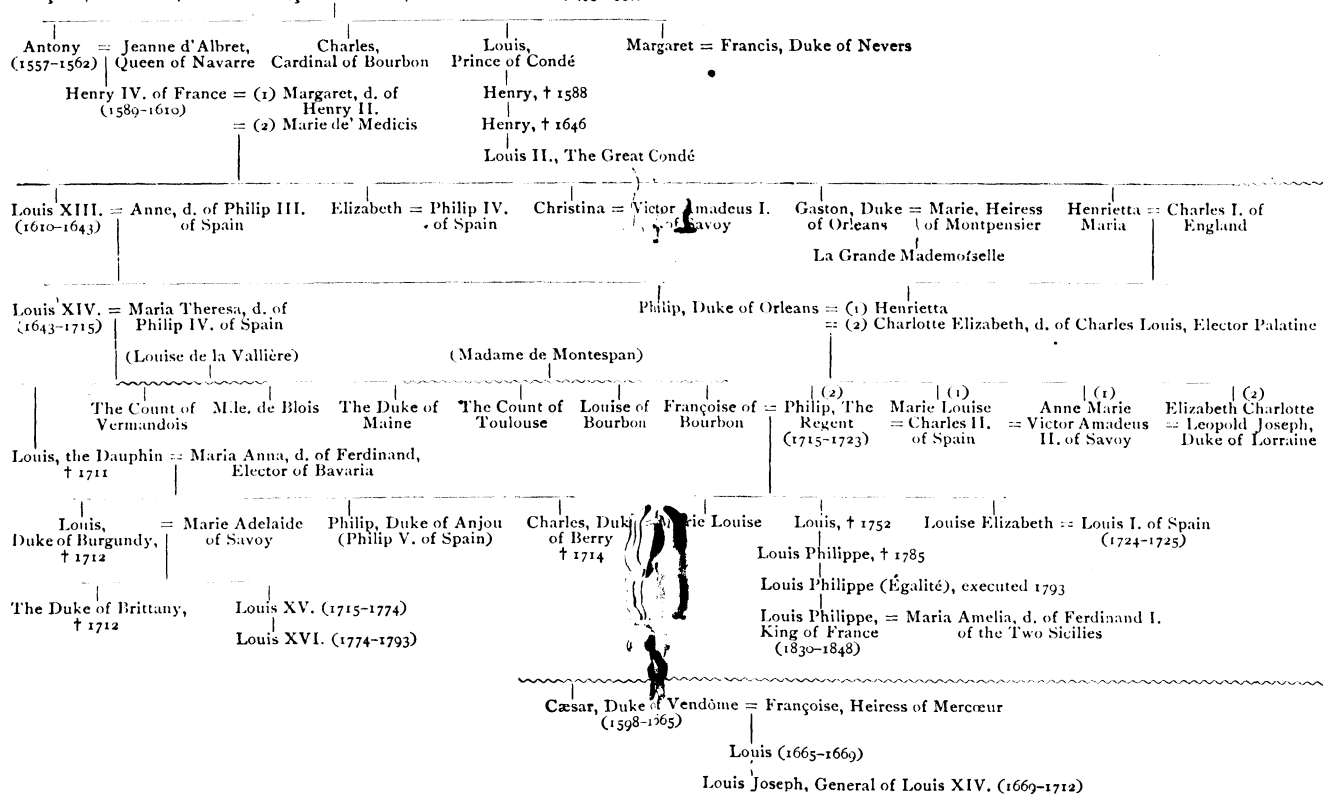 Antony = Jeanne d'Albret, Charles, Louis, Margaret = Francis, Duke of Nevers
(1557–1562) Queen of Navarre Cardinal of Bourbon Prince of Condé
Henry IV. of France = (1) Margaret, d. of Henry, † 1588
(1589–1610) Henry II.
= (2) Marie de' Medicis Henry, † 1646
Louis II., The Great Condé
Louis XIII. = Anne, d. of Philip III. Elizabeth = Philip IV. Christina = Victor Amadeus I. Gaston, Duke = Marie, Heiress Henrietta = Charles I. of
(1610–1643) of Spain of Spain of Savoy of Orleans of Montpensier Maria England
La Grande Mademoiselle
Louis XIV. = Maria Theresa, d. of Philip, Duke of Orleans = (1) Henrietta
(1643–1715) Philip IV. of Spain = (2) Charlotte Elizabeth, d. of Charles Louis, Elector Palatine
(Louise de la Vallière) (Madame de Montespan)
(2) (1) (1) (2)
The Count of Mlle. de Blois The Duke of The Count of Louise of Françoise of = Philip, The Marie Louise Anne Marie Elizabeth Charlotte
Vermandois Maine Toulouse Bourbon Bourbon Regent = Charles II. = Victor Amadeus = Leopold Joseph,
(1715–1723) of Spain II. of Savoy Duke of Lorraine
Louis, the Dauphin = Maria Anna, d. of Ferdinand,
† 1711 Elector of Bavaria
Louis, = Marie Adelaide Philip, Duke of Anjou Charles, Duke = Marie Louise Louis, † 1752 Louise Elizabeth = Louis I. of Spain
Duke of Burgundy, of Savoy (Philip V. of Spain) of Berry (1724–1725)
† 1712 † 1714 Louis Philippe, † 1785
Louis Philippe (Égalité), executed 1793
The Duke of Brittany, Louis XV. (1715–1774) Louis Philippe, = Maria Amelia, d. of Ferdinand I.
† 1712 King of France of the Two Sicilies
Louis XVI. (1774–1793) (1830–1848)
Cæsar, Duke of Vendôme = Françoise, Heiress of Mercœur
(1598–1665)
Louis (1665–1669)
Louis Joseph, General of Louis XIV. (1669–1712)